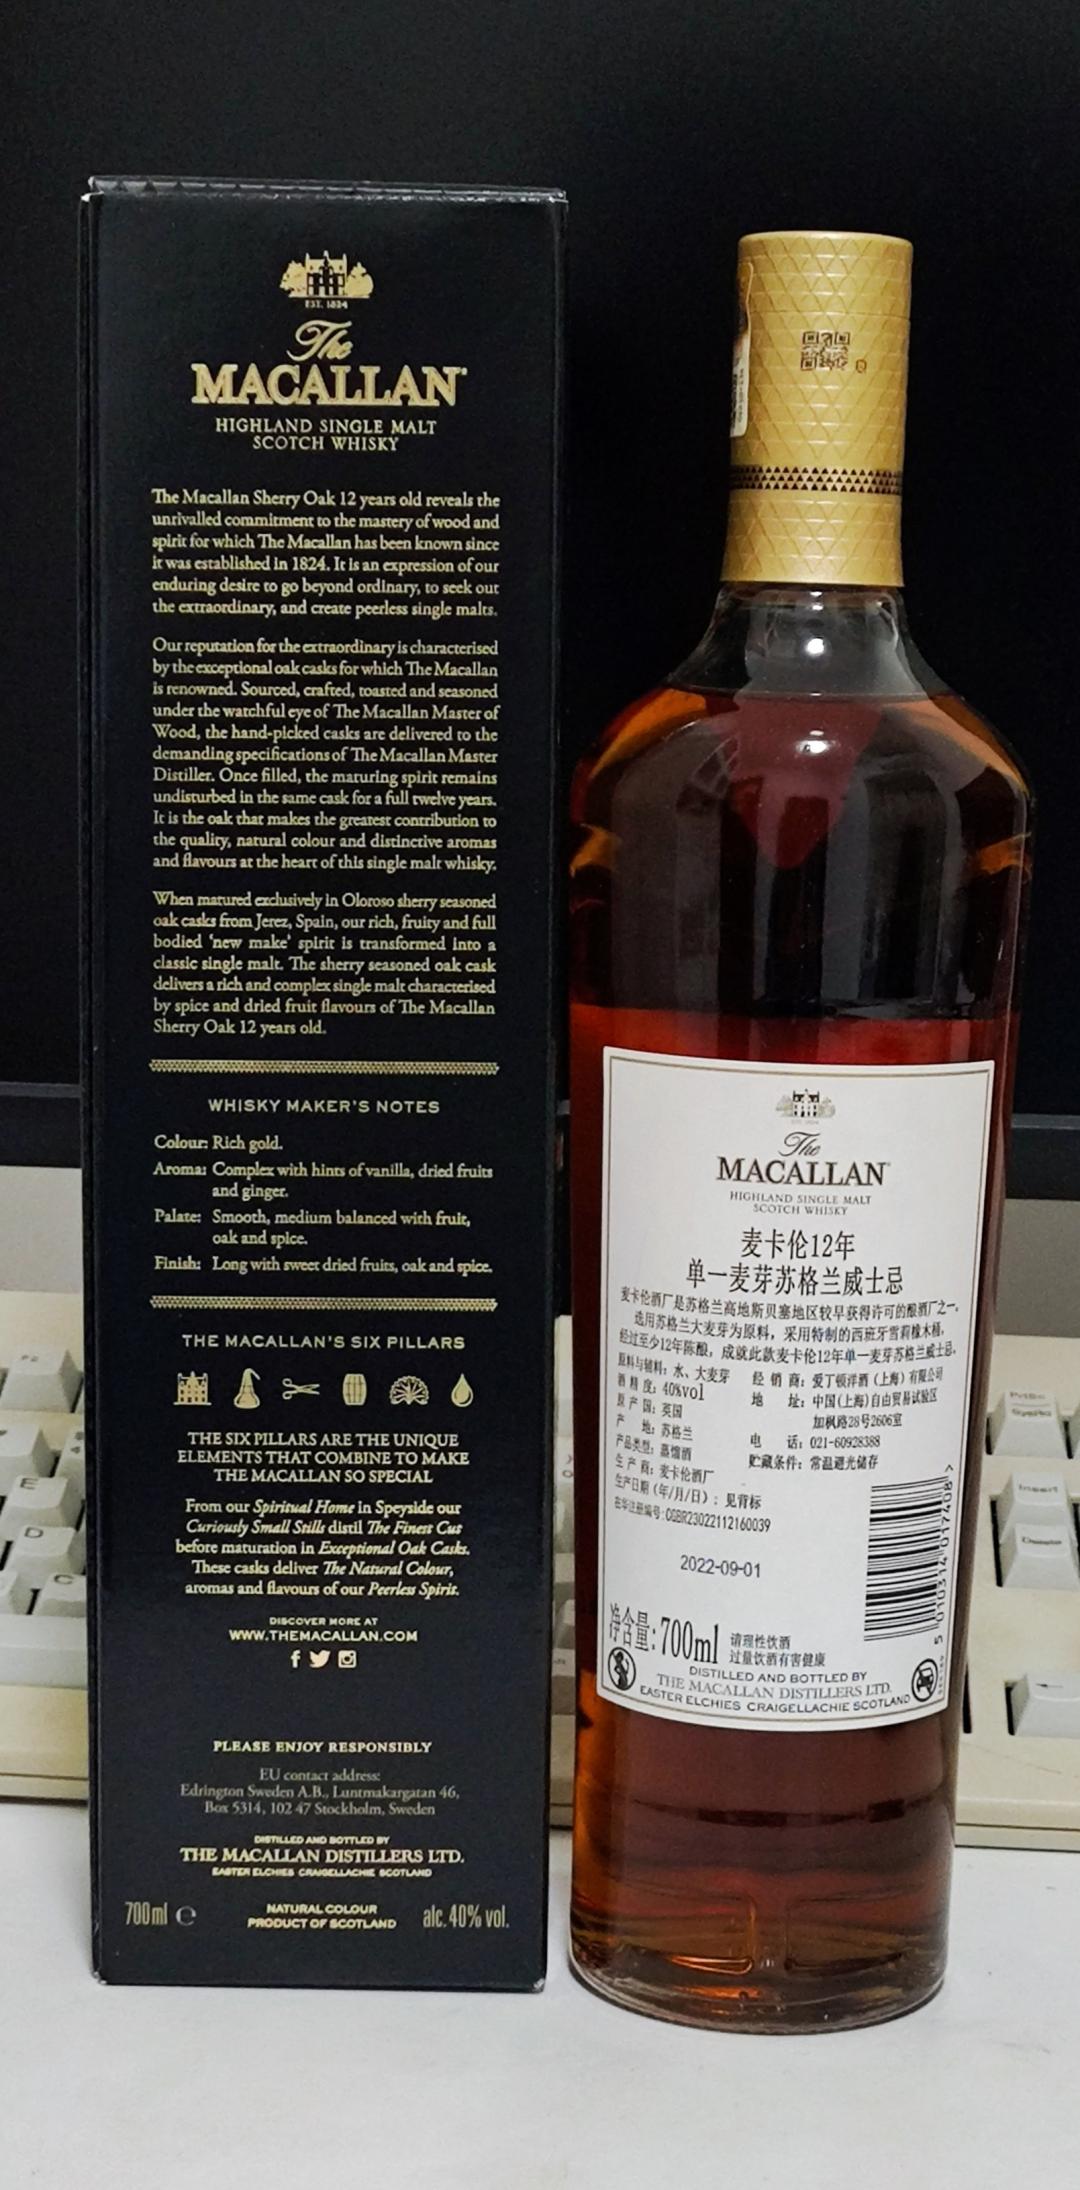 EST. 1824
The
MACALLAN
HIGHLAND SINGLE MALT
SCOTCH WHISKY
The Macallan Sherry Oak 12 years old reveals the
unrivalled commitment to the mastery of wood and
spirit for which The Macallan has been known since
it was established in 1824. It is an expression of our
enduring desire to go beyond ordinary, to seek out
the extraordinary, and create peerless single malts.
Our reputation for the extraordinary is characterised
by the exceptional oak casks for which The Macallan
is renowned. Sourced, crafted, toasted and seasoned
under the watchful eye of The Macallan Master of
Wood, the hand-picked casks are delivered to the
demanding specifications of The Macallan Master
Distiller. Once filled, the maturing spirit remains
undisturbed in the same cask for a full twelve years.
It is the oak that makes the greatest contribution to
the quality, natural colour and distinctive aromas
and flavours at the heart of this single malt whisky.
When matured exclusively in Oloroso sherry seasoned
oak casks from Jerez, Spain, our rich, fruity and full
bodied 'new make' spirit is transformed into a
classic single malt. The sherry seasoned oak cask
delivers a rich and complex single malt characterised
by spice and dried fruit flavours of The Macallan
Sherry Oak 12 years old.
WHISKY MAKER'S NOTES
Colour: Rich gold.
Aroma: Complex with hints of vanilla, dried fruits
and ginger.
Palate: Smooth, medium balanced with fruit,
oak and spice.
Finish: Long with sweet dried fruits, oak and spice.
THE MACALLAN'S SIX PILLARS
THE SIX PILLARS ARE THE UNIQUE
ELEMENTS THAT COMBINE TO MAKE
THE MACALLAN SO SPECIAL
From our Spiritual Home in Speyside our
Curiously Small Stills distil The Finest Cut
before maturation in Exceptional Oak Casks.
These casks deliver The Natural Colour,
aromas and flavours of our Peerless Spirit.
DISCOVER MORE AT
WWW.THEMACALLAN.COM
PLEASE ENJOY RESPONSIBLY
EU contact address:
Edrington Sweden A.B., Luntmakargatan 46,
Box 5314, 102 47 Stockholm, Sweden
DISTILLED AND BOTTLED BY
THE MACALLAN DISTILLERS LTD.
EASTER ELCHIES CRAIGELLACHIE SCOTLAND
700ml e
NATURAL COLOUR
PRODUCT OF SCOTLAND
alc. 40% vol.
The
MACALLAN
HIGHLAND SINGLE MALT
SCOTCH WHISKY
麦卡伦12年
单一麦芽苏格兰威士忌
麦卡伦酒厂是苏格兰高地斯贝塞地区较早获得许可的酿酒厂之一。
选用苏格兰大麦芽为原料，采用特制的西班牙雪莉橡木桶，
经过至少12年陈酿，成就此款麦卡伦12年单一麦芽苏格兰威士忌。
原料与辅料：水、大麦芽
酒精度：40%vol
原产国：英国
产地：苏格兰
产品类型：蒸馏酒
生产商：麦卡伦酒厂
生产日期（年/月/日）：见背标
在华注册编号：CGBR23022112160039
经销商：爱丁顿洋酒（上海）有限公司
地址：中国(上海)自由贸易试验区
加枫路28号2606室
电话：021-60928388
贮藏条件：常温避光储存
2022-09-01
5 010314 017408 >
净含量：700ml
请理性饮酒
过量饮酒有害健康
DISTILLED AND BOTTLED BY
THE MACALLAN DISTILLERS LTD.
EASTER ELCHIES CRAIGELLACHIE SCOTLAND
F2
E
D
C
PrtSc
SysRq
Insert
Delete